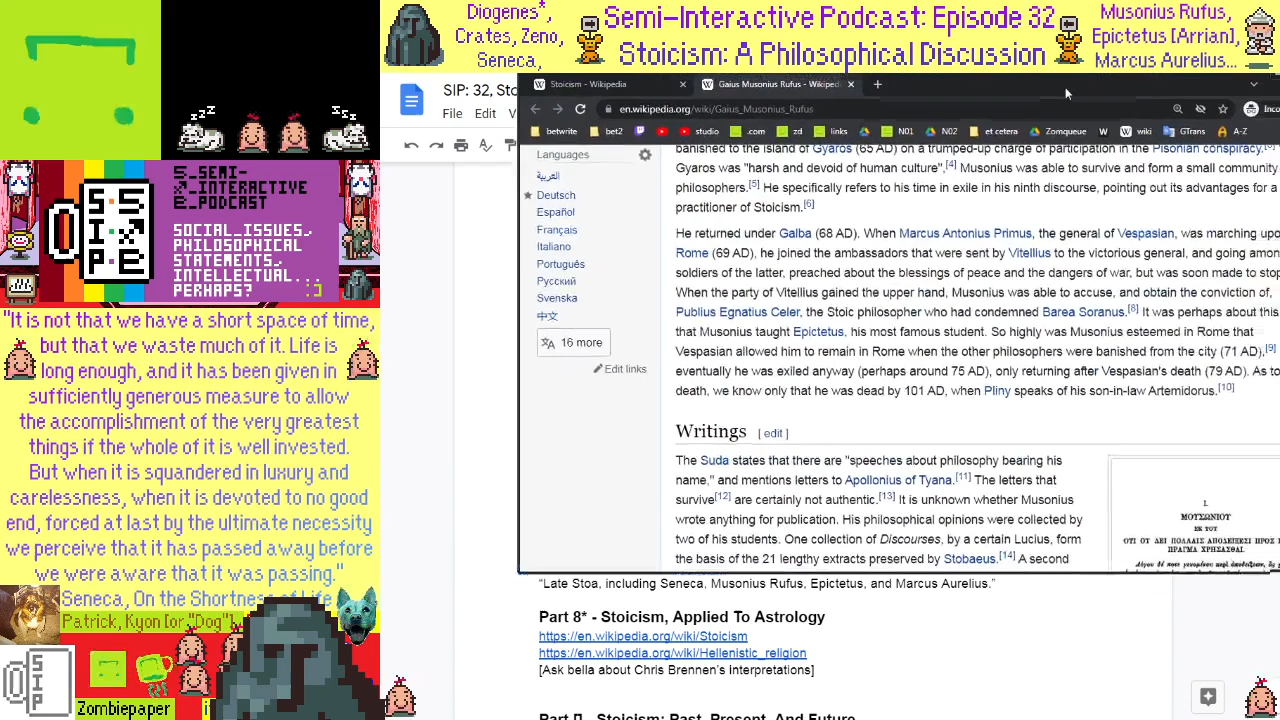 Diogenes*,
Crates, Zeno,
Seneca,
Semi-Interactive Podcast: Episode 32
Stoicism: A Philosophical Discussion
Musonius Rufus,
Epictetus [Arrian],
Marcus Aurelius...
zzz
zzz
S_SEMI-
I_INTERACTIVE
P_PODCAST
SOCIAL_ISSUES,
PHILOSOPHICAL
STATEMENTS,
INTELLECTUAL...
PERHAPS? :j
"It is not that we have a short space of time,
but that we waste much of it. Life is
long enough, and it has been given in
sufficiently generous measure to allow
the accomplishment of the very greatest
things if the whole of it is well invested.
But when it is squandered in luxury and
carelessness, when it is devoted to no good
end, forced at last by the ultimate necessity
we perceive that it has passed away before
we were aware that it was passing."
Seneca, On the Shortness of Life
Patrick, Kyon [or "Dog"]
S
I
P
Zombiepaper
SIP: 32, Sto
File Edit V
Stoicism - Wikipedia
Gaius Musonius Rufus - Wikiped
en.wikipedia.org/wiki/Gaius_Musonius_Rufus
Inco
betwrite bet2 studio .com zd links N01 N02 et cetera Zomqueue wiki GTrans A-Z
Languages
العربية
Deutsch
Español
Français
Italiano
Português
Русский
Svenska
中文
16 more
Edit links
banished to the island of Gyaros (65 AD) on a trumped-up charge of participation in the Pisonian conspiracy.
Gyaros was "harsh and devoid of human culture",[4] Musonius was able to survive and form a small community
philosophers.[5] He specifically refers to his time in exile in his ninth discourse, pointing out its advantages for a
practitioner of Stoicism.[6]
He returned under Galba (68 AD). When Marcus Antonius Primus, the general of Vespasian, was marching upo
Rome (69 AD), he joined the ambassadors that were sent by Vitellius to the victorious general, and going amon
soldiers of the latter, preached about the blessings of peace and the dangers of war, but was soon made to stop
When the party of Vitellius gained the upper hand, Musonius was able to accuse, and obtain the conviction of,
Publius Egnatius Celer, the Stoic philosopher who had condemned Barea Soranus.[8] It was perhaps about this
that Musonius taught Epictetus, his most famous student. So highly was Musonius esteemed in Rome that
Vespasian allowed him to remain in Rome when the other philosophers were banished from the city (71 AD),[9]
eventually he was exiled anyway (perhaps around 75 AD), only returning after Vespasian's death (79 AD). As to
death, we know only that he was dead by 101 AD, when Pliny speaks of his son-in-law Artemidorus.[10]
Writings [ edit ]
The Suda states that there are "speeches about philosophy bearing his
name," and mentions letters to Apollonius of Tyana.[11] The letters that
survive[12] are certainly not authentic.[13] It is unknown whether Musonius
wrote anything for publication. His philosophical opinions were collected by
two of his students. One collection of Discourses, by a certain Lucius, form
the basis of the 21 lengthy extracts preserved by Stobaeus.[14] A second
I.
ΜΟΥΣΩΝΙΟΥ
ΕΚ ΤΟΥ
“Late Stoa, including Seneca, Musonius Rufus, Epictetus, and Marcus Aurelius.”
Part 8* - Stoicism, Applied To Astrology
https://en.wikipedia.org/wiki/Stoicism
https://en.wikipedia.org/wiki/Hellenistic_religion
[Ask bella about Chris Brennen’s Interpretations]